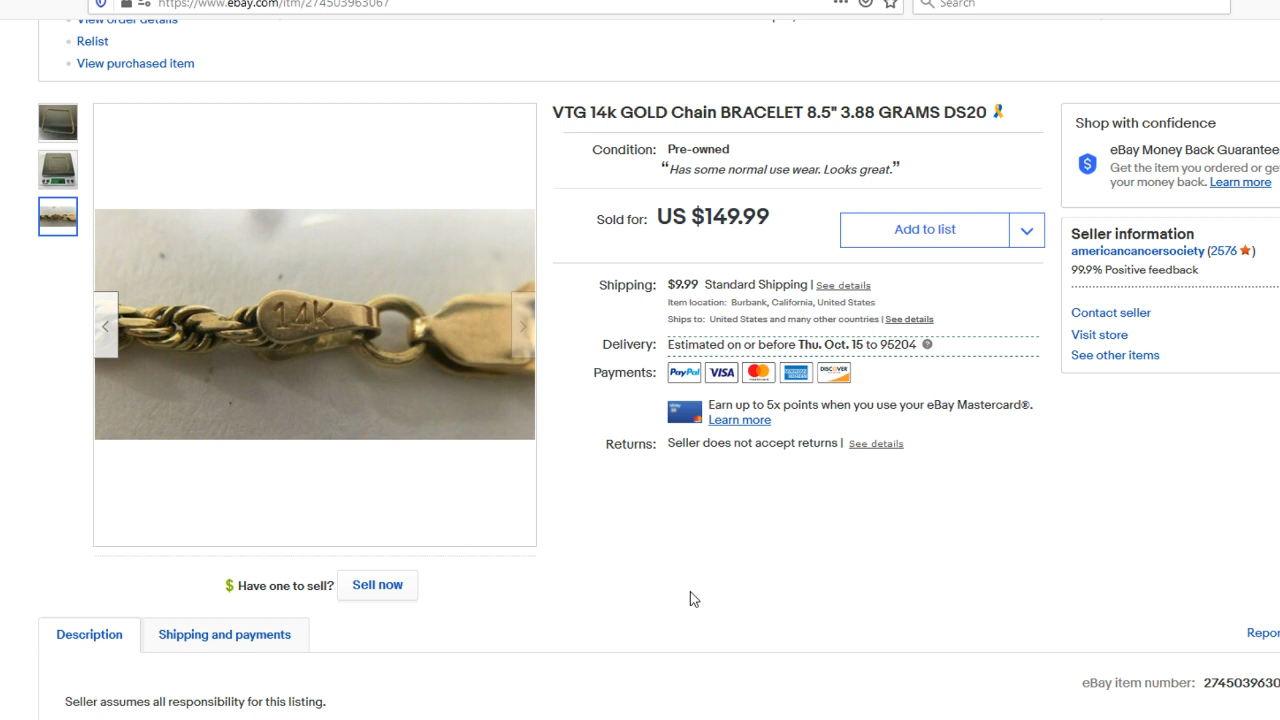 https://www.ebay.com/itm/274503963067
Search
View order details
Relist
View purchased item
VTG 14k GOLD Chain BRACELET 8.5" 3.88 GRAMS DS20
Condition: Pre-owned
“Has some normal use wear. Looks great.”
Sold for: US $149.99
Add to list
Shipping: $9.99 Standard Shipping | See details
Item location: Burbank, California, United States
Ships to: United States and many other countries | See details
Delivery: Estimated on or before Thu. Oct. 15 to 95204 ?
Payments: PayPal VISA MasterCard AMERICAN EXPRESS DISCOVER
Earn up to 5x points when you use your eBay Mastercard®.
Learn more
Returns: Seller does not accept returns | See details
14K
$ Have one to sell? Sell now
Shop with confidence
eBay Money Back Guarantee
Get the item you ordered or ge
your money back. Learn more
Seller information
americancancersociety (2576 )
99.9% Positive feedback
Contact seller
Visit store
See other items
Description
Shipping and payments
Repor
eBay item number: 2745039630
Seller assumes all responsibility for this listing.